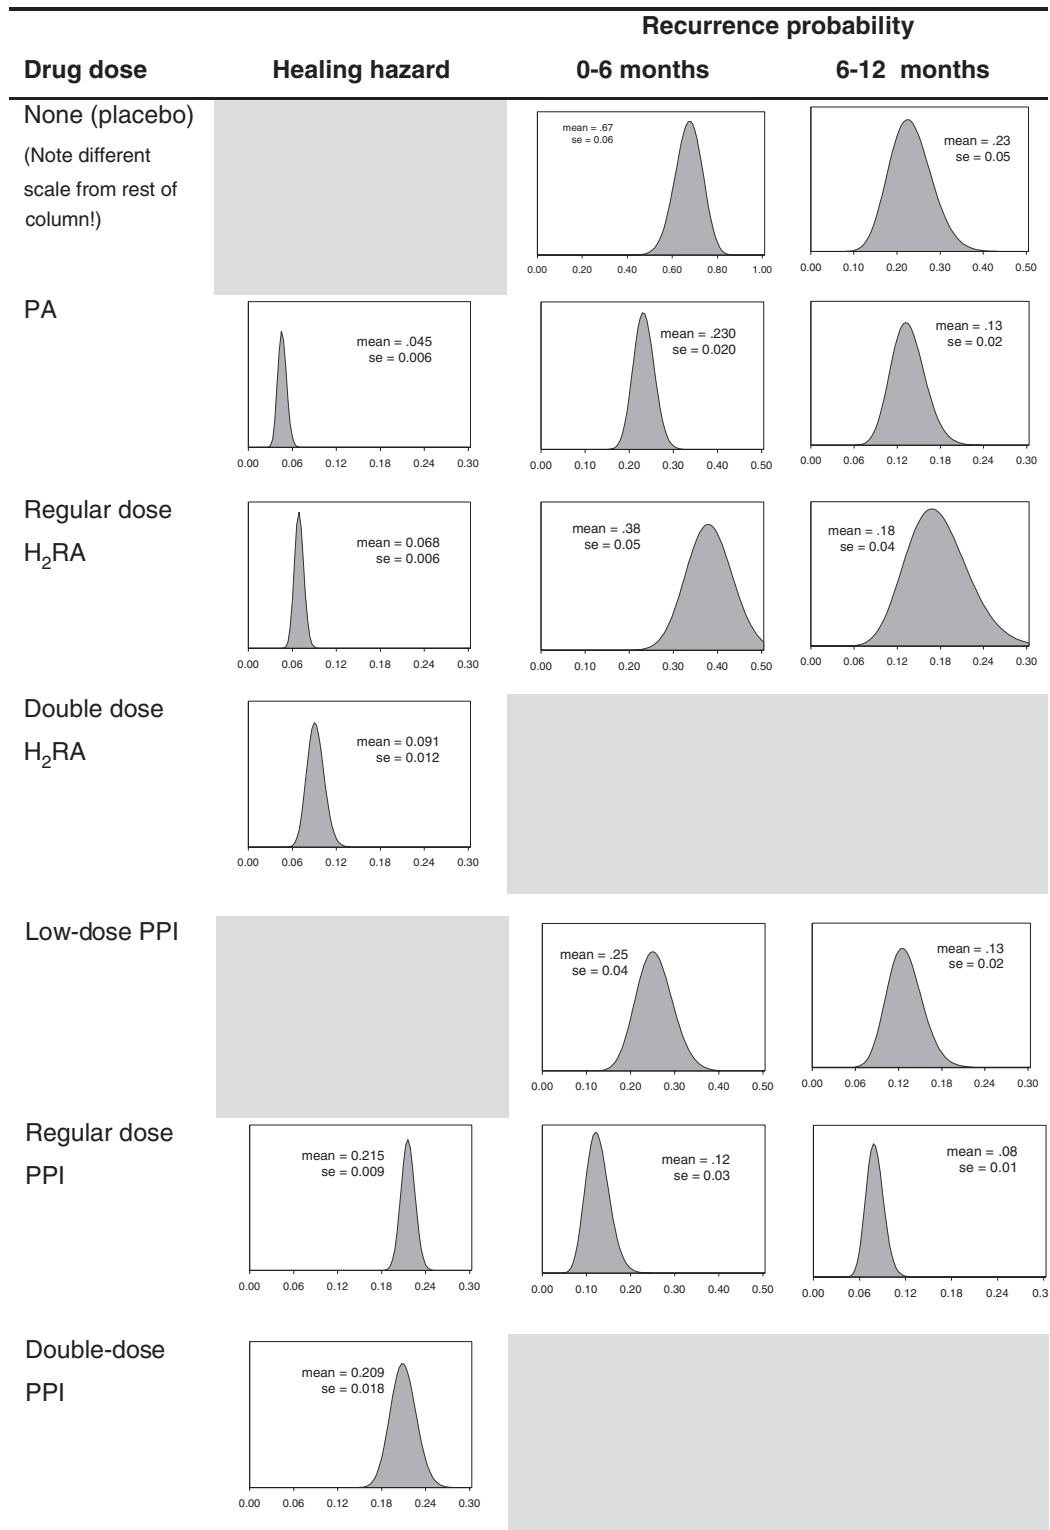 Recurrence probability
Drug dose Healing hazard 0-6 months 6-12 months
None (placebo)
(Note different
scale from rest of
column!)
mean = .67
se = 0.06
0.00 0.20 0.40 0.60 0.80 1.00
mean = .23
se = 0.05
0.00 0.10 0.20 0.30 0.40 0.50
PA
mean = .045
se = 0.006
0.00 0.06 0.12 0.18 0.24 0.30
mean = .230
se = 0.020
0.00 0.10 0.20 0.30 0.40 0.50
mean = .13
se = 0.02
0.00 0.06 0.12 0.18 0.24 0.30
Regular dose
H₂RA
mean = 0.068
se = 0.006
0.00 0.06 0.12 0.18 0.24 0.30
mean = .38
se = 0.05
0.00 0.10 0.20 0.30 0.40 0.50
mean = .18
se = 0.04
0.00 0.06 0.12 0.18 0.24 0.30
Double dose
H₂RA
mean = 0.091
se = 0.012
0.00 0.06 0.12 0.18 0.24 0.30
Low-dose PPI
mean = .25
se = 0.04
0.00 0.10 0.20 0.30 0.40 0.50
mean = .13
se = 0.02
0.00 0.06 0.12 0.18 0.24 0.30
Regular dose
PPI
mean = 0.215
se = 0.009
0.00 0.06 0.12 0.18 0.24 0.30
mean = .12
se = 0.03
0.00 0.10 0.20 0.30 0.40 0.50
mean = .08
se = 0.01
0.00 0.06 0.12 0.18 0.24 0.3
Double-dose
PPI
mean = 0.209
se = 0.018
0.00 0.06 0.12 0.18 0.24 0.30